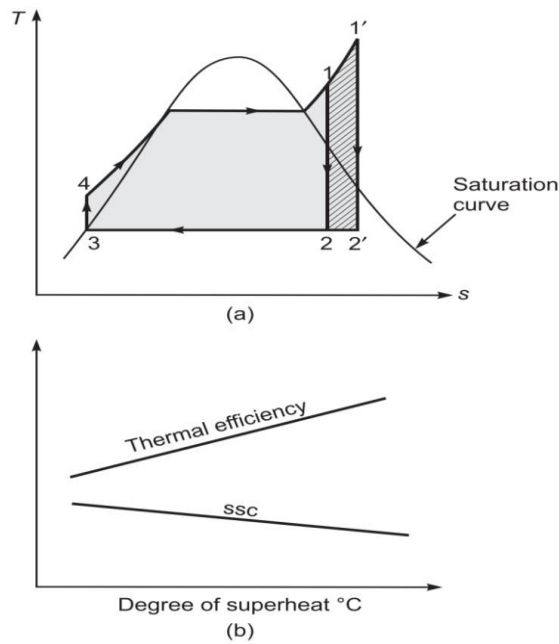 T
1′
1
4
Saturation
curve
3
2
2′
s
(a)
Thermal efficiency
ssc
Degree of superheat °C
(b)